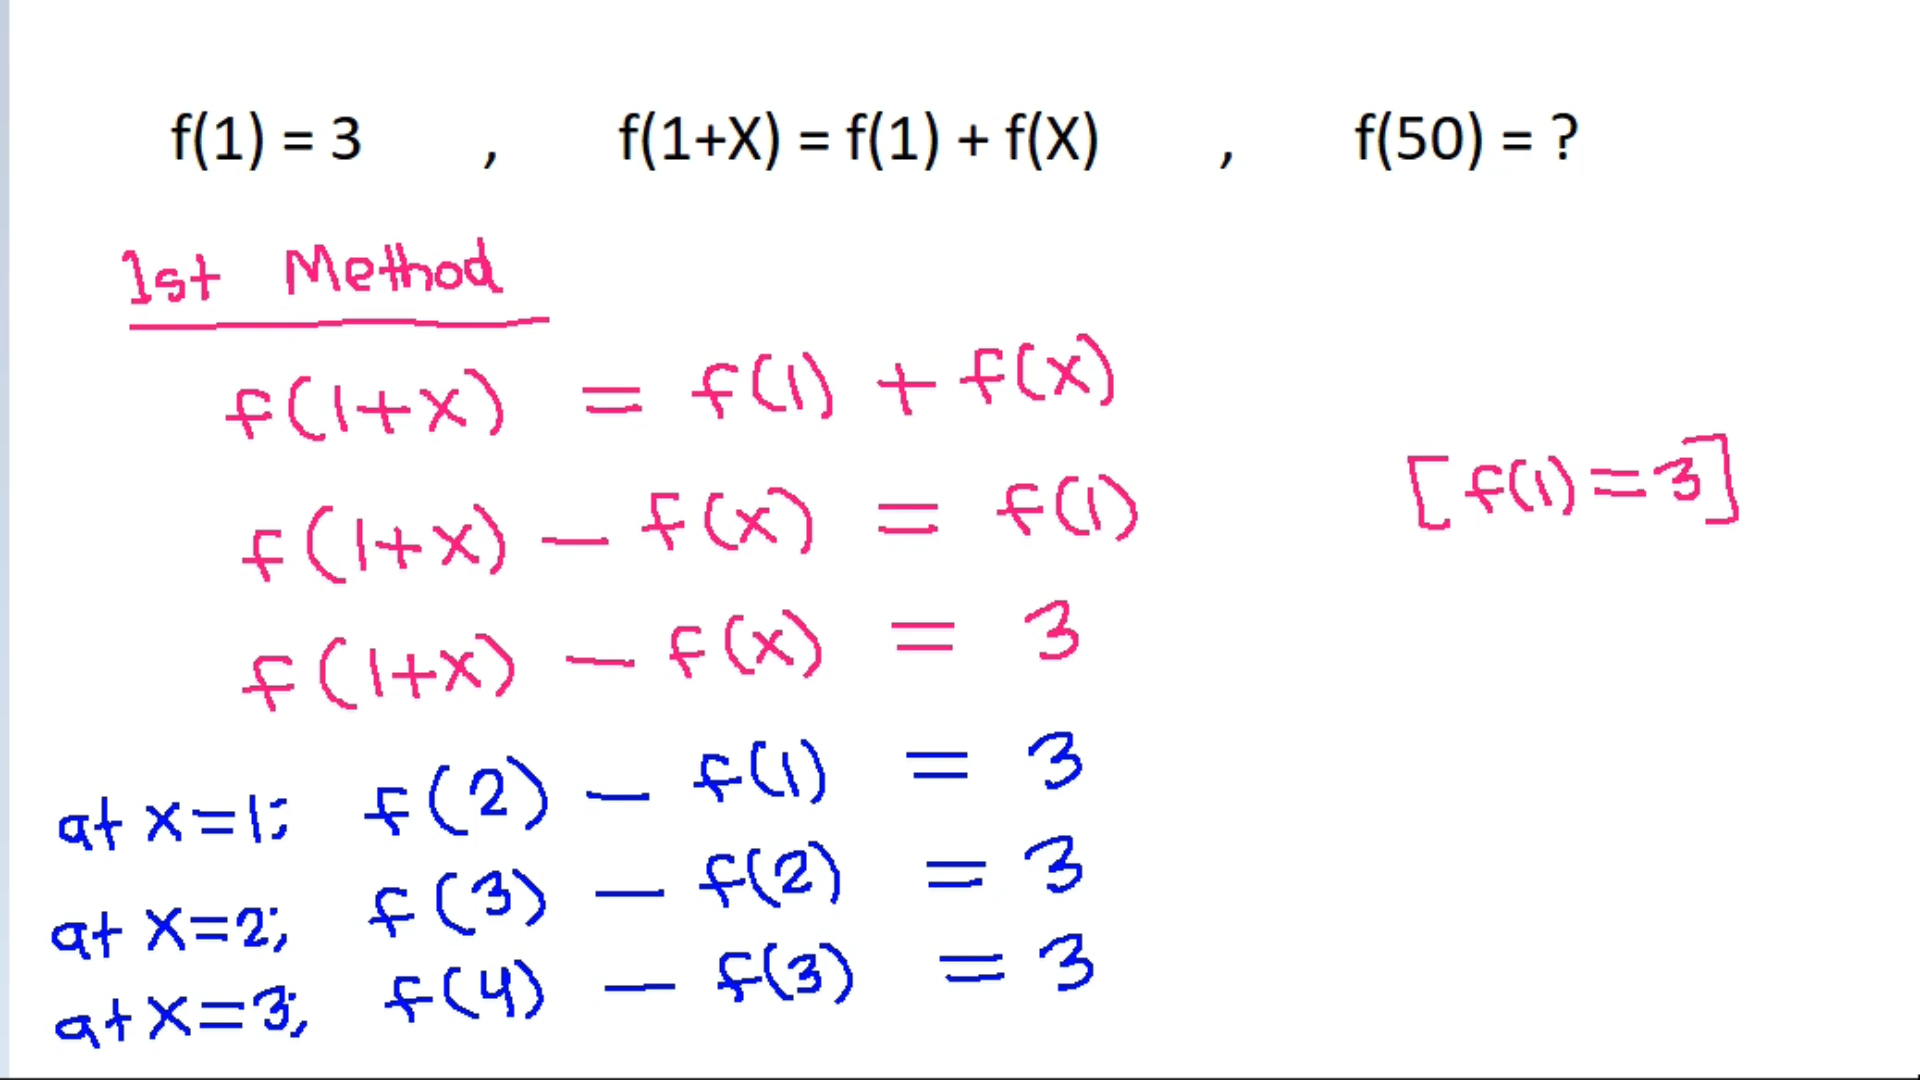 f(1) = 3 , f(1+X) = f(1) + f(X) , f(50) = ?
1st Method
f(1+x) = f(1) + f(x)
f(1+x) – f(x) = f(1) [f(1)=3]
f(1+x) – f(x) = 3
at x=1; f(2) – f(1) = 3
at x=2; f(3) – f(2) = 3
at x=3; f(4) – f(3) = 3